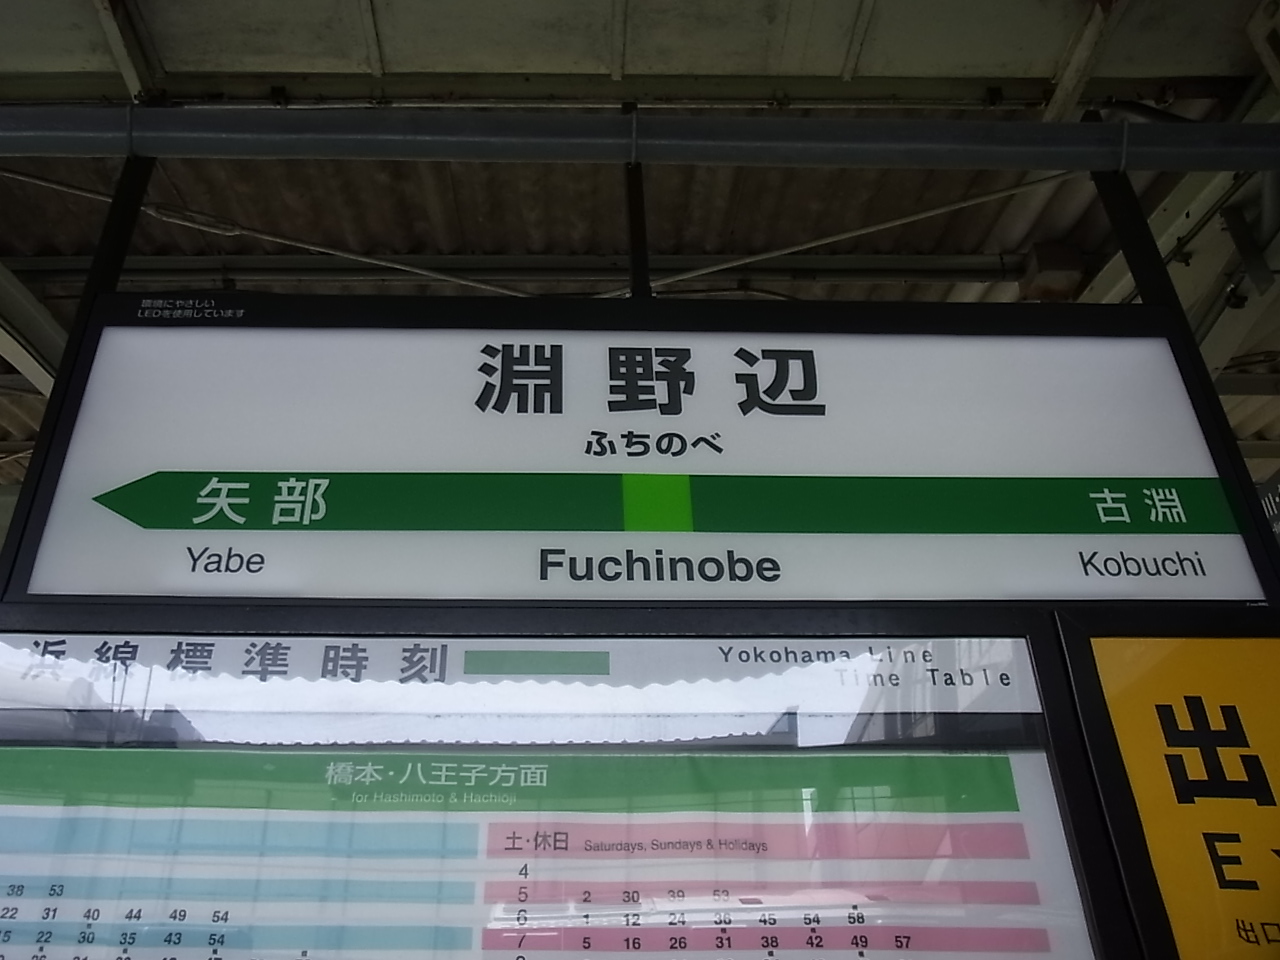 環境にやさしい
LEDを使用しています
淵野辺
ふちのべ
矢部
古淵
Yabe
Fuchinobe
Kobuchi
浜線標準時刻
Yokohama Line
Time Table
橋本・八王子方面
for Hashimoto & Hachioji
出
E
出口
土・休日 Saturdays, Sundays & Holidays
4
38 53
5 2 30 39 53
22 31 40 44 49 54
6 1 12 24 36 45 54 58
22 30 35 43 54
7 5 16 26 31 38 42 49 57